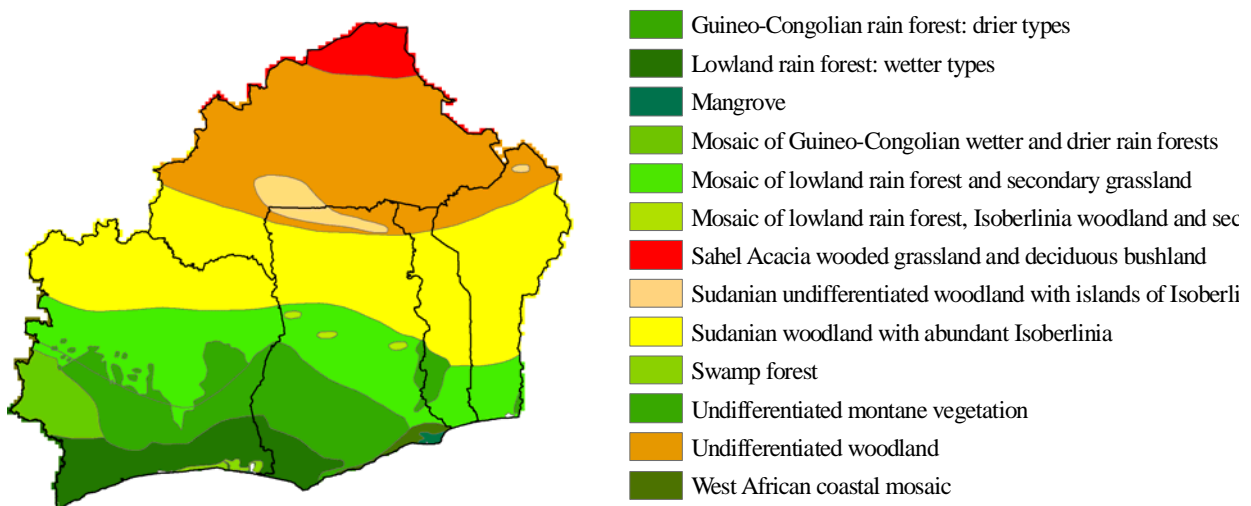 Guineo-Congolian rain forest: drier types
Lowland rain forest: wetter types
Mangrove
Mosaic of Guineo-Congolian wetter and drier rain forests
Mosaic of lowland rain forest and secondary grassland
Mosaic of lowland rain forest, Isoberlinia woodland and sec
Sahel Acacia wooded grassland and deciduous bushland
Sudanian undifferentiated woodland with islands of Isoberli
Sudanian woodland with abundant Isoberlinia
Swamp forest
Undifferentiated montane vegetation
Undifferentiated woodland
West African coastal mosaic